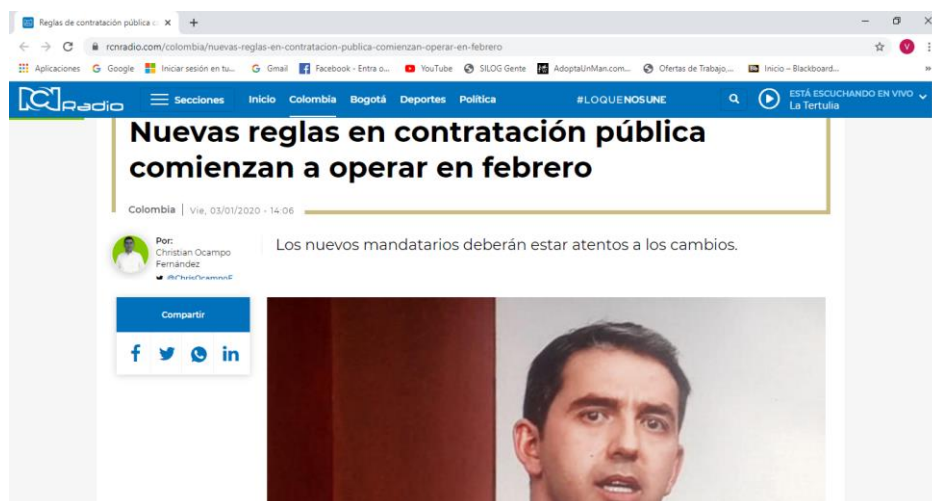 Reglas de contratación pública c
rcnradio.com/colombia/nuevas-reglas-en-contratacion-publica-comienzan-operar-en-febrero
V
Aplicaciones Google Iniciar sesión en tu... Gmail Facebook - Entra o... YouTube SILOG Gente AdoptaUnMan.com... Ofertas de Trabajo,... Inicio – Blackboard... »
RCN Radio Secciones Inicio Colombia Bogotá Deportes Política #LOQUENOSUNE ESTÁ ESCUCHANDO EN VIVO
La Tertulia
Nuevas reglas en contratación pública
comienzan a operar en febrero
Colombia | Vie, 03/01/2020 - 14:06
Por:
Christian Ocampo
Fernández
@ChrisOcampoF
Los nuevos mandatarios deberán estar atentos a los cambios.
Compartir